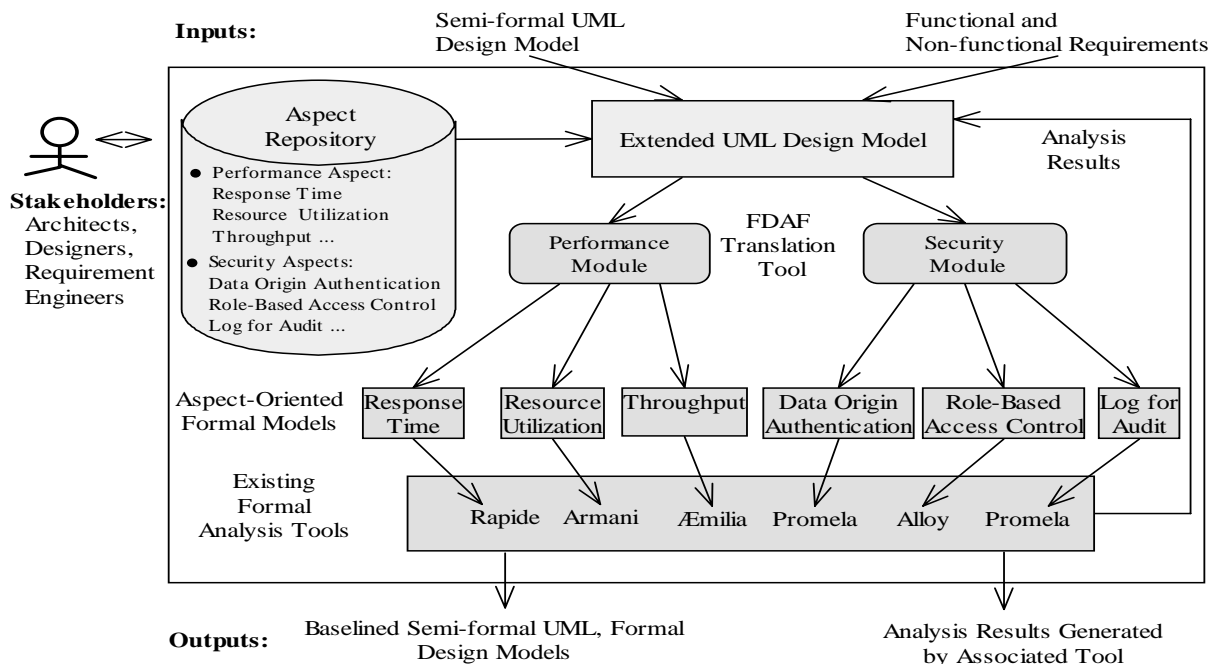 Inputs:
Semi-formal UML
Design Model
Functional and
Non-functional Requirements
Aspect
Repository
● Performance Aspect:
Response Time
Resource Utilization
Throughput ...
● Security Aspects:
Data Origin Authentication
Role-Based Access Control
Log for Audit ...
Stakeholders:
Architects,
Designers,
Requirement
Engineers
Extended UML Design Model
Analysis
Results
Performance
Module
FDAF
Translation
Tool
Security
Module
Aspect-Oriented
Formal Models
Response
Time
Resource
Utilization
Throughput
Data Origin
Authentication
Role-Based
Access Control
Log for
Audit
Existing
Formal
Analysis Tools
Rapide
Armani
Æmilia
Promela
Alloy
Promela
Outputs:
Baselined Semi-formal UML, Formal
Design Models
Analysis Results Generated
by Associated Tool